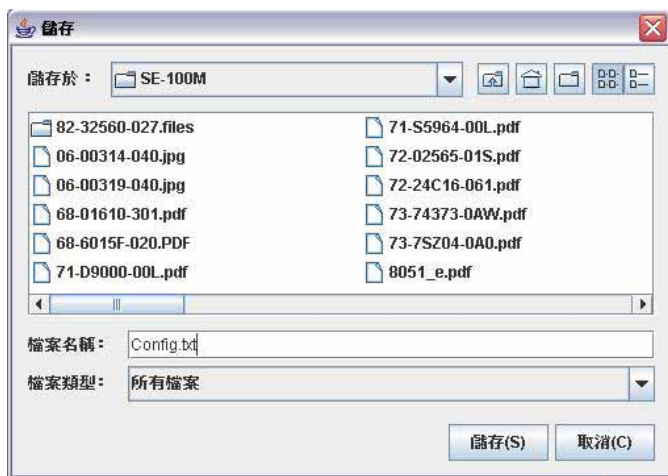 儲存
儲存於： SE-100M
82-32560-027.files
06-00314-040.jpg
06-00319-040.jpg
68-01610-301.pdf
68-6015F-020.PDF
71-D9000-00L.pdf
71-S5964-00L.pdf
72-02565-01S.pdf
72-24C16-061.pdf
73-74373-0AW.pdf
73-7SZ04-0A0.pdf
8051_e.pdf
檔案名稱： Config.txt
檔案類型： 所有檔案
儲存(S) 取消(C)